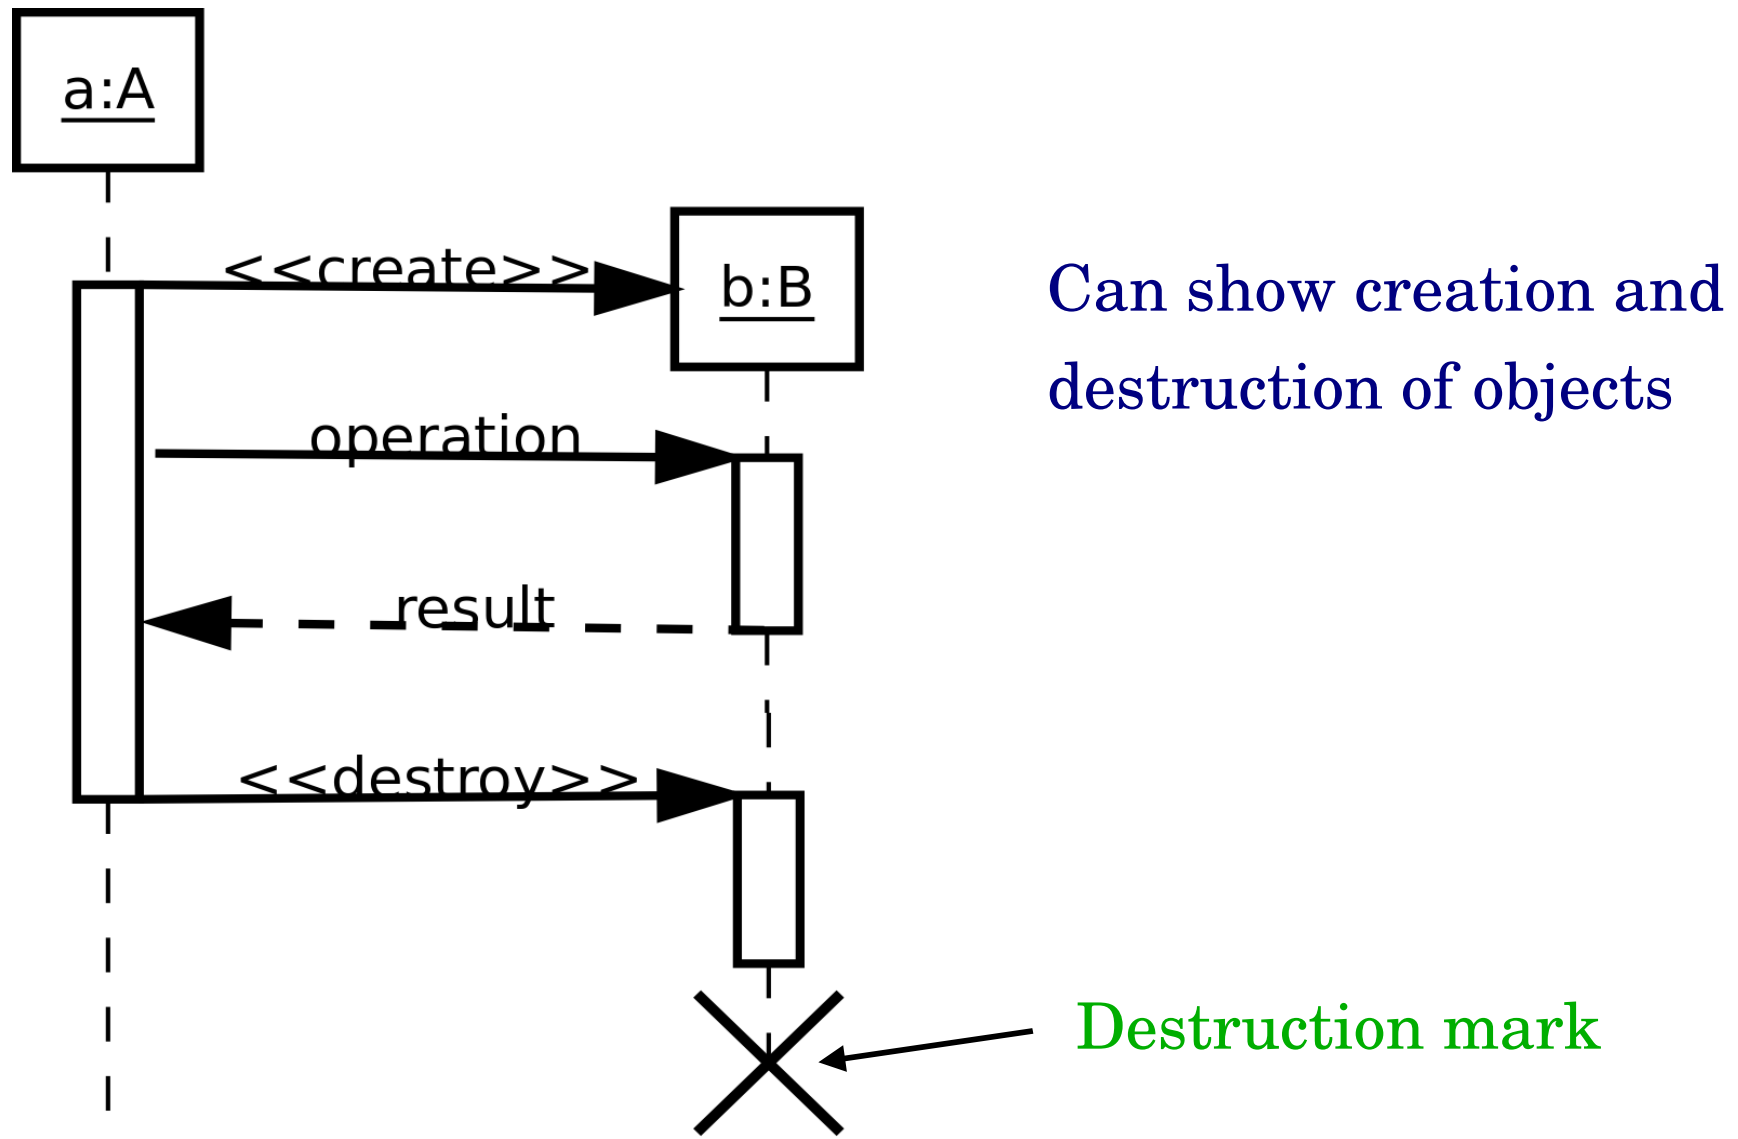 a:A
<<create>>
b:B
Can show creation and
destruction of objects
operation
result
<<destroy>>
Destruction mark